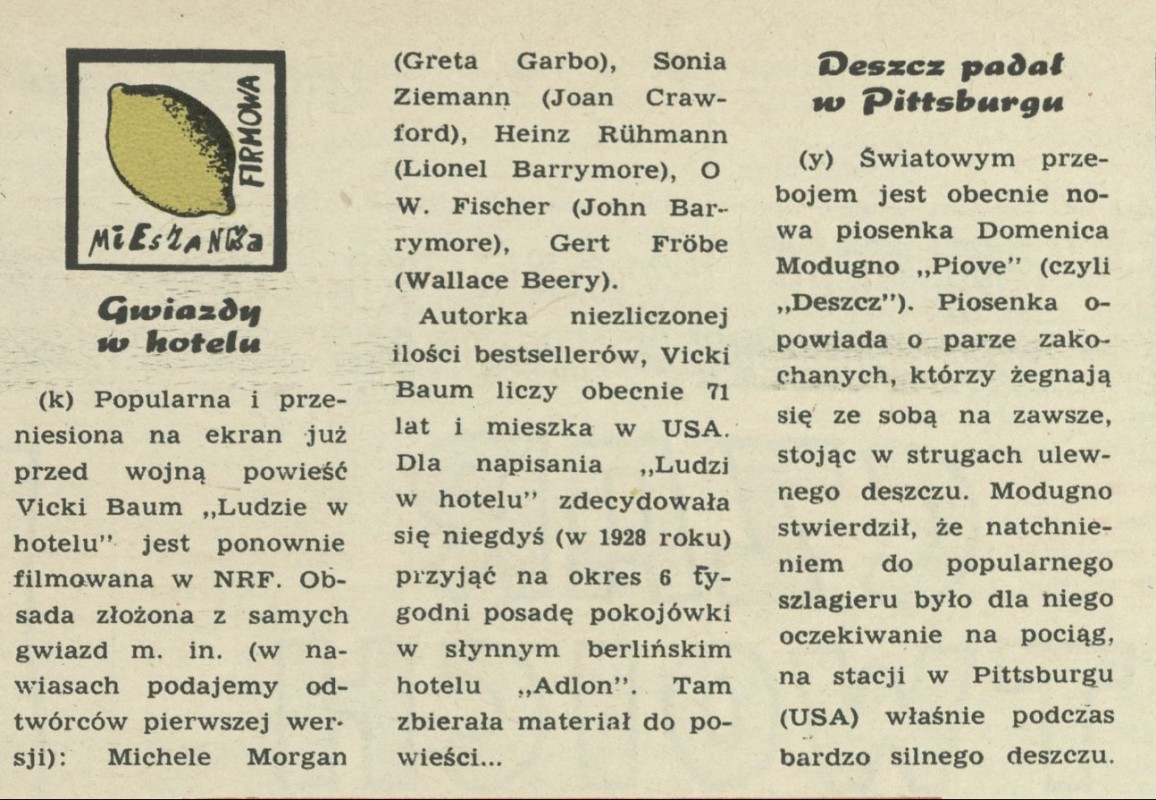 FIRMOWA
MIESZANKA
Gwiazdy
w hotelu
(k) Popularna i prze-
niesiona na ekran już
przed wojną powieść
Vicki Baum „Ludzie w
hotelu” jest ponownie
filmowana w NRF. Ob-
sada złożona z samych
gwiazd m. in. (w na-
wiasach podajemy od-
twórców pierwszej wer-
sji): Michele Morgan
(Greta Garbo), Sonia
Ziemann (Joan Craw-
ford), Heinz Rühmann
(Lionel Barrymore), O
W. Fischer (John Bar-
rymore), Gert Fröbe
(Wallace Beery).
Autorka niezliczonej
ilości bestsellerów, Vicki
Baum liczy obecnie 71
lat i mieszka w USA.
Dla napisania „Ludzi
w hotelu” zdecydowała
się niegdyś (w 1928 roku)
przyjąć na okres 6 ty-
godni posadę pokojówki
w słynnym berlińskim
hotelu „Adlon”. Tam
zbierała materiał do po-
wieści...
Deszcz padał
w Pittsburgu
(y) Światowym prze-
bojem jest obecnie no-
wa piosenka Domenica
Modugno „Piove” (czyli
„Deszcz”). Piosenka o-
powiada o parze zako-
chanych, którzy żegnają
się ze sobą na zawsze,
stojąc w strugach ulew-
nego deszczu. Modugno
stwierdził, że natchnie-
niem do popularnego
szlagieru było dla niego
oczekiwanie na pociąg,
na stacji w Pittsburgu
(USA) właśnie podczas
bardzo silnego deszczu.